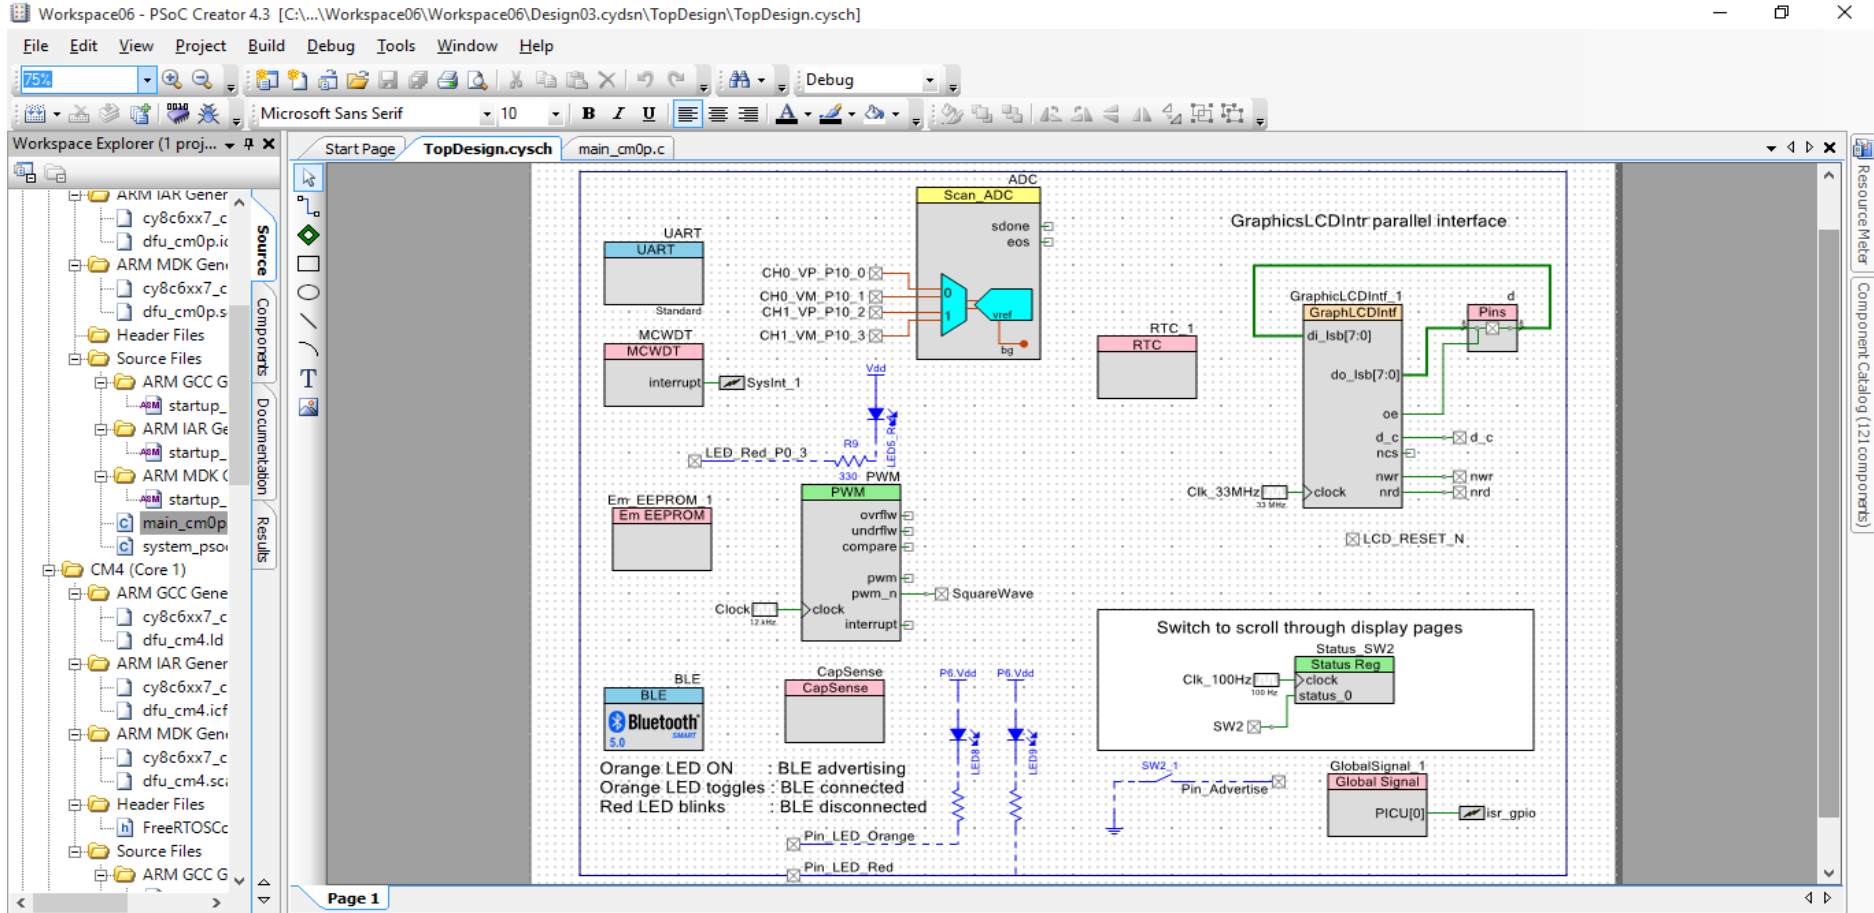 Workspace06 - PSoC Creator 4.3 [C:\...\Workspace06\Workspace06\Design03.cydsn\TopDesign\TopDesign.cysch]
File Edit View Project Build Debug Tools Window Help
75%
Debug
Microsoft Sans Serif 10 B I U
Workspace Explorer (1 proj...
Start Page TopDesign.cysch main_cm0p.c
ARM IAR Gener
cy8c6xx7_c
dfu_cm0p.ic
ARM MDK Gene
cy8c6xx7_c
dfu_cm0p.s
Header Files
Source Files
ARM GCC G
startup_
ARM IAR Ge
startup_
ARM MDK (
startup_
main_cm0p
system_pso
CM4 (Core 1)
ARM GCC Gene
cy8c6xx7_c
dfu_cm4.ld
ARM IAR Gener
cy8c6xx7_c
dfu_cm4.icf
ARM MDK Gene
cy8c6xx7_c
dfu_cm4.sca
Header Files
FreeRTOSCo
Source Files
ARM GCC G
Source
Components
Documentation
Results
UART
UART
Standard
MCWDT
MCWDT
interrupt
SysInt_1
ADC
Scan_ADC
sdone
eos
CH0_VP_P10_0
CH0_VM_P10_1
CH1_VP_P10_2
CH1_VM_P10_3
0
1
vref
bg
Vdd
LED_Red_P0_3
R9
330
Em_EEPROM_1
Em EEPROM
PWM
PWM
ovrflw
undrflw
compare
pwm
pwm_n
SquareWave
Clock
12 kHz
clock
interrupt
BLE
BLE
Bluetooth
SMART
5.0
CapSense
CapSense
P6.Vdd P6.Vdd
LED8
LED9
Orange LED ON : BLE advertising
Orange LED toggles : BLE connected
Red LED blinks : BLE disconnected
Pin_LED_Orange
Pin_LED_Red
GraphicsLCDIntr parallel interface
RTC_1
RTC
GraphicLCDIntf_1
GraphLCDIntf
di_lsb[7:0]
do_lsb[7:0]
oe
d_c
d_c
ncs
nwr
nwr
nrd
nrd
Clk_33MHz
33 MHz
clock
d
Pins
LCD_RESET_N
Switch to scroll through display pages
Status_SW2
Status Reg
Clk_100Hz
100 Hz
clock
status_0
SW2
SW2_1
Pin_Advertise
GlobalSignal_1
Global Signal
PICU[0]
isr_gpio
Page 1
Resource Meter
Component Catalog (121 components)